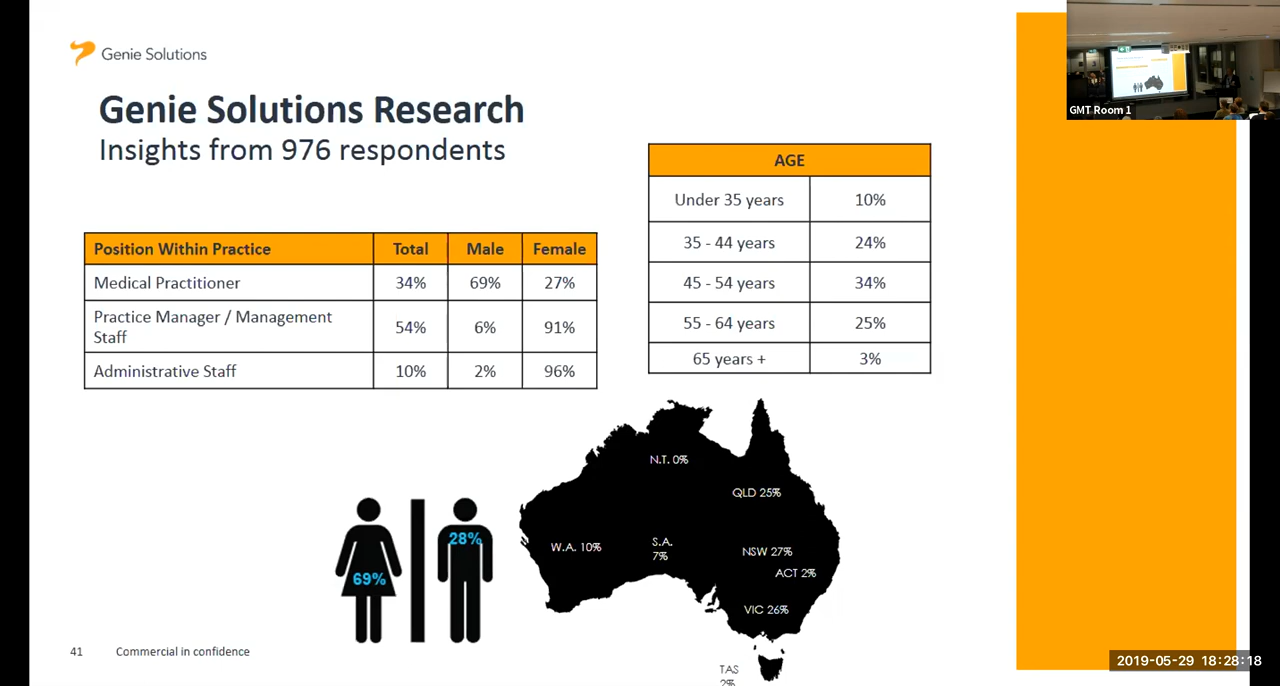 Genie Solutions
GMT Room 1
Genie Solutions Research
Insights from 976 respondents
AGE
Under 35 years 10%
35 - 44 years 24%
45 - 54 years 34%
55 - 64 years 25%
65 years + 3%
Position Within Practice Total Male Female
Medical Practitioner 34% 69% 27%
Practice Manager / Management
Staff 54% 6% 91%
Administrative Staff 10% 2% 96%
N.T. 0%
QLD 25%
W.A. 10%
S.A.
7%
NSW 27%
ACT 2%
VIC 26%
TAS
2%
69%
28%
41 Commercial in confidence
2019-05-29 18:28:18